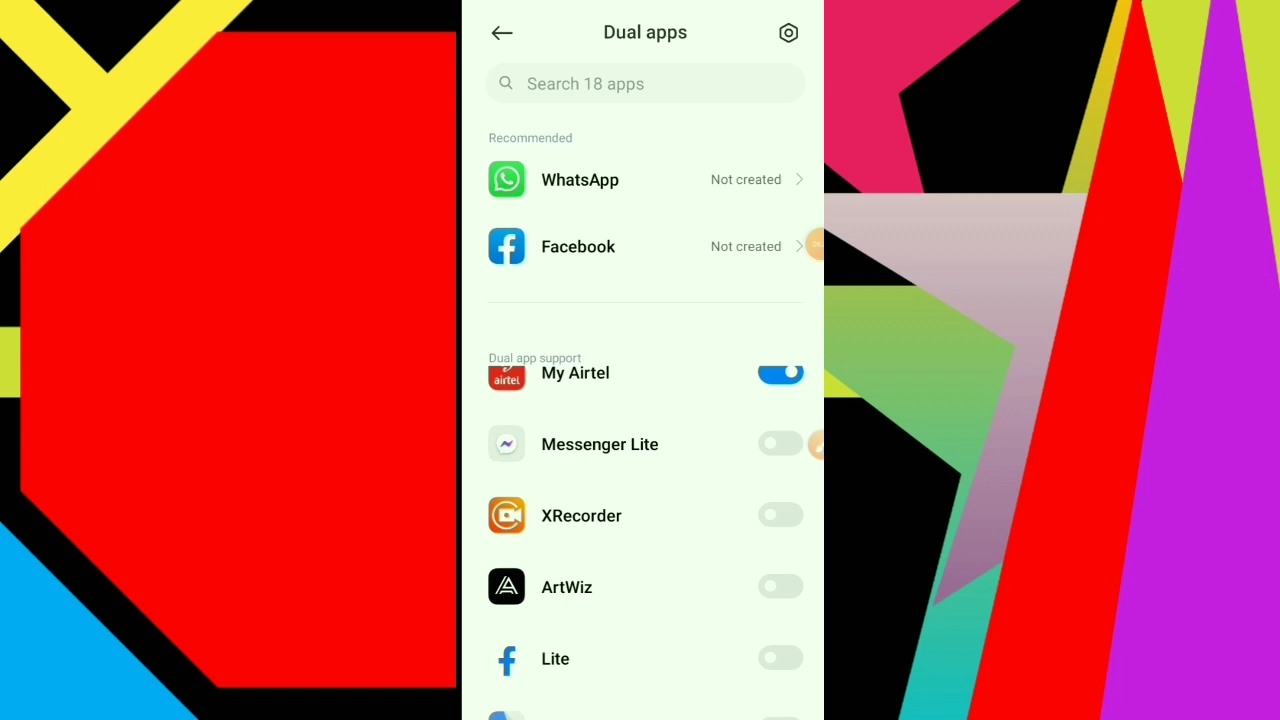 Dual apps
Search 18 apps
Recommended
WhatsApp Not created
Facebook Not created
Dual app support
airtel My Airtel
Messenger Lite
XRecorder
ArtWiz
Lite